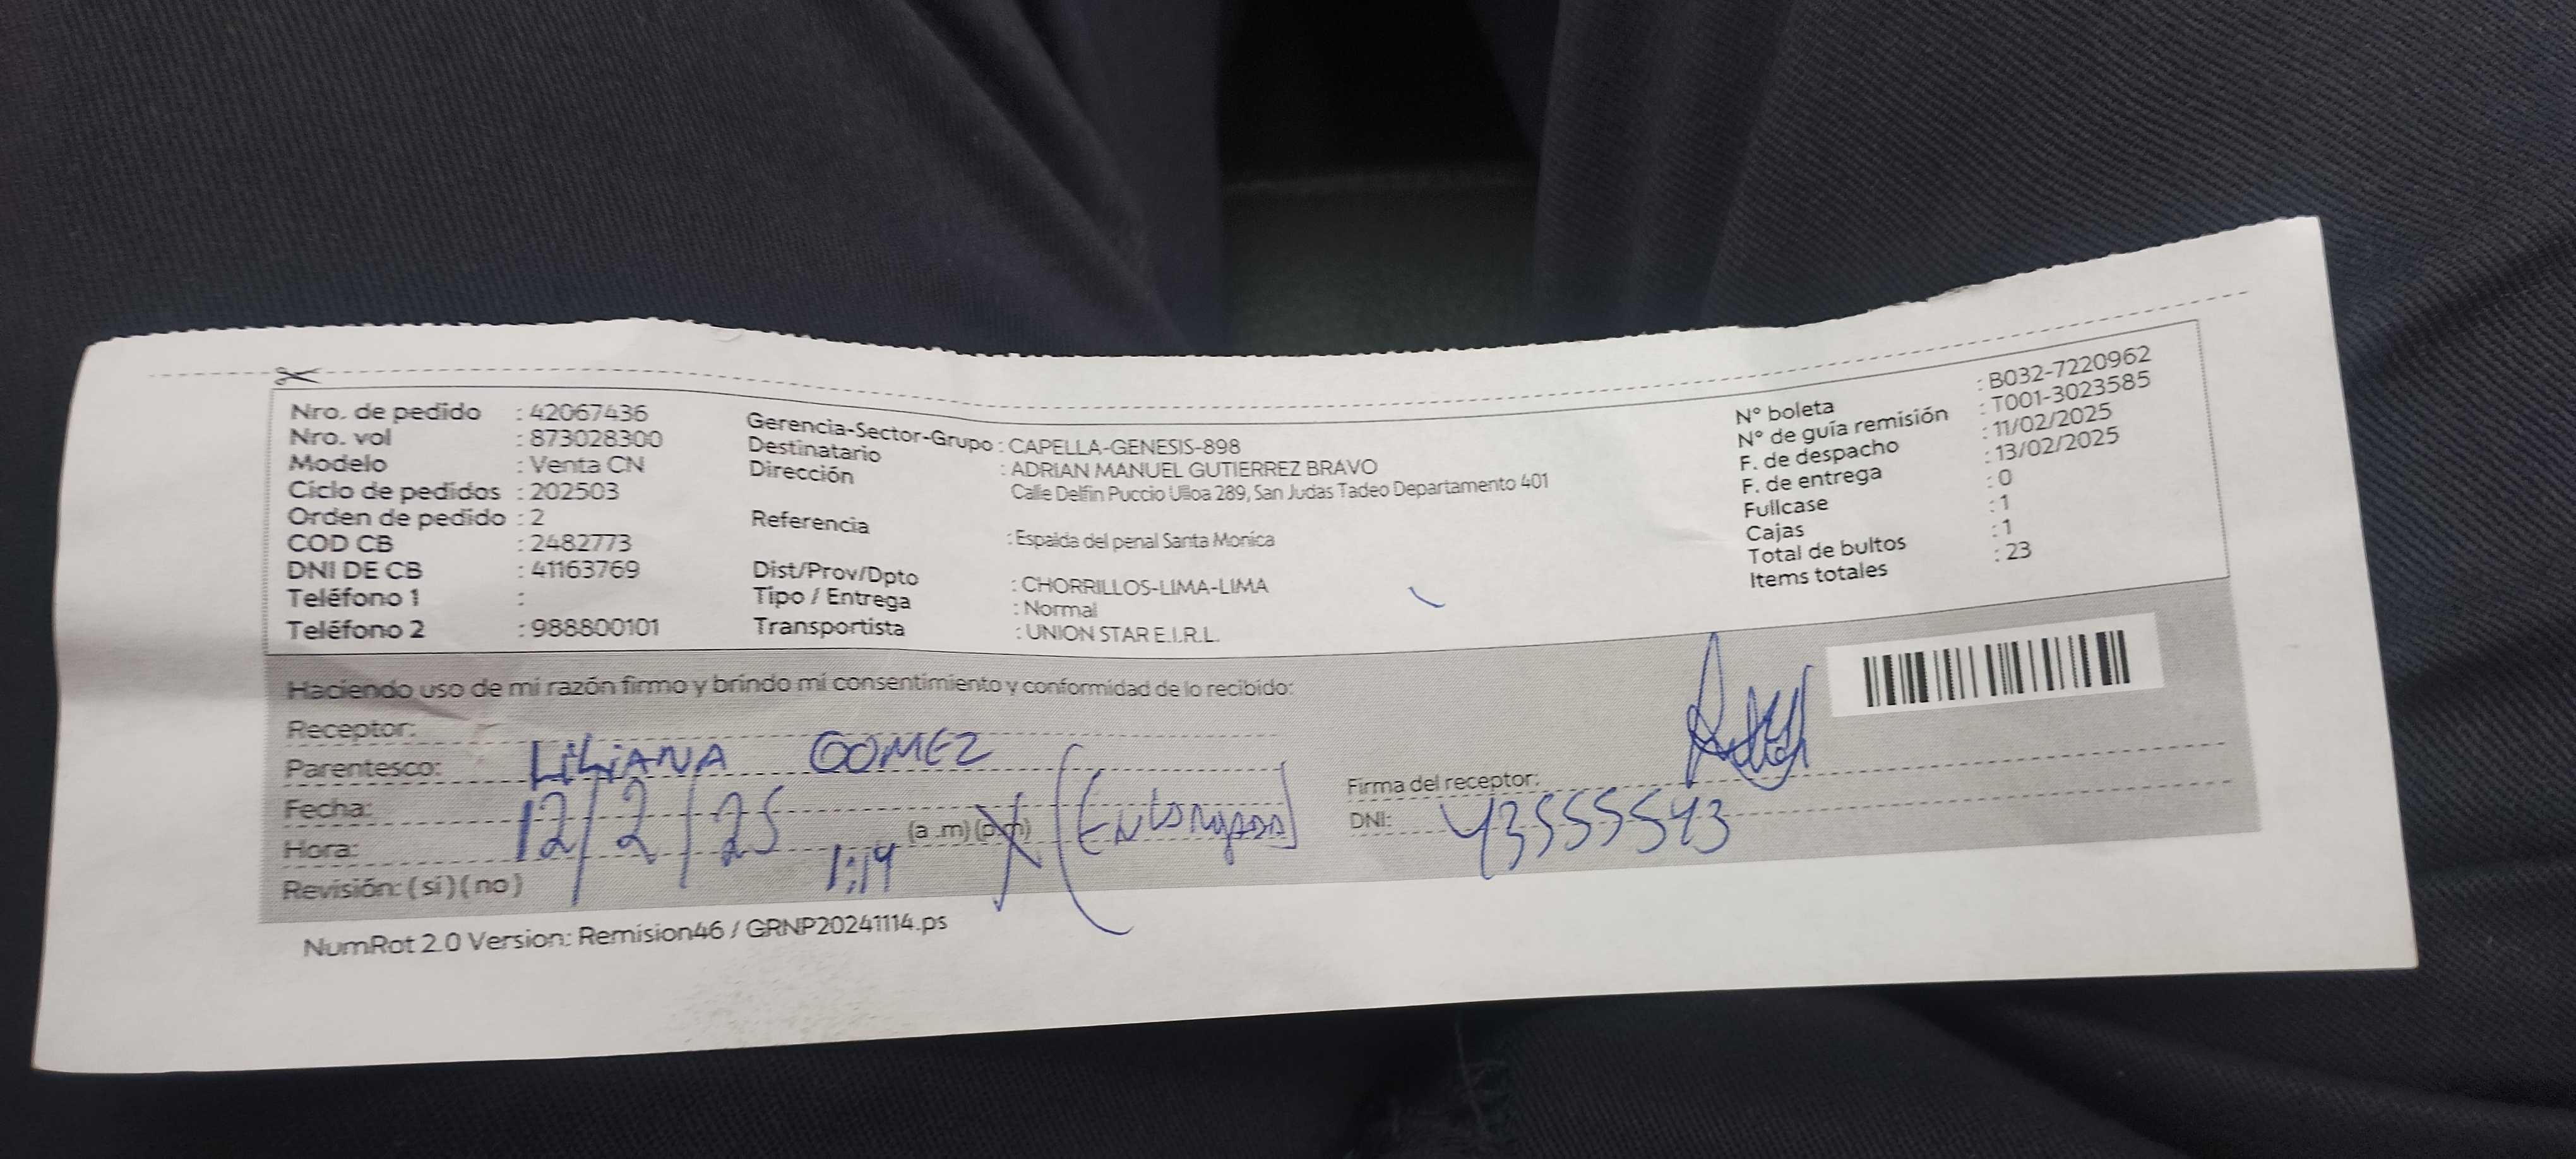 Nro. de pedido : 42067436
Nro. vol : 873028300
Modelo : Venta CN
Ciclo de pedidos : 202503
Orden de pedido : 2
COD CB : 2482773
DNI DE CB : 41163769
Teléfono 1 :
Teléfono 2 : 988800101
Gerencia-Sector-Grupo : CAPELLA-GENESIS-898
Destinatario : ADRIAN MANUEL GUTIERREZ BRAVO
Dirección Calle Delfin Puccio Ulloa 289, San Judas Tadeo Departamento 401
Referencia : Espalda del penal Santa Monica
Dist/Prov/Dpto : CHORRILLOS-LIMA-LIMA
Tipo / Entrega : Normal
Transportista : UNION STAR E.I.R.L.
N° boleta : B032-7220962
N° de guía remisión : T001-3023585
F. de despacho : 11/02/2025
F. de entrega : 13/02/2025
Fullcase : 0
Cajas : 1
Total de bultos : 1
Items totales : 23
Haciendo uso de mi razón firmo y brindo mi consentimiento y conformidad de lo recibido:
Receptor:
Parentesco: LILIANA GOMEZ
Fecha: 12/2/25
Hora: 1:19 (a .m) (p.m)
Revisión: ( sí ) ( no )
Firma del receptor:
DNI: 43555543
NumRot 2.0 Version: Remision46 / GRNP20241114.ps